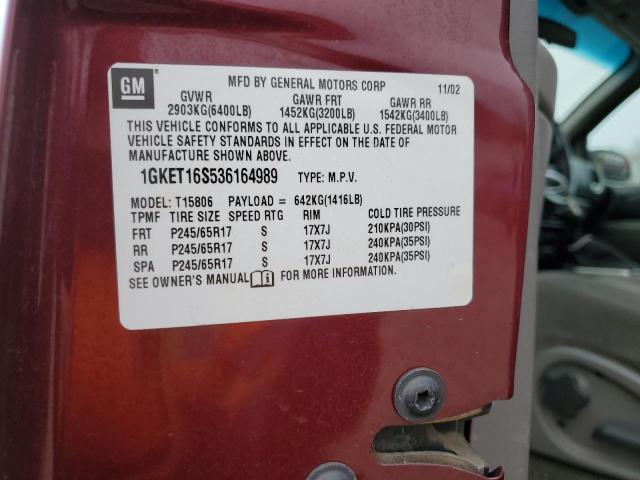 GM MFD BY GENERAL MOTORS CORP 11/02
GVWR GAWR FRT GAWR RR
2903KG(6400LB) 1452KG(3200LB) 1542KG(3400LB)
THIS VEHICLE CONFORMS TO ALL APPLICABLE U.S. FEDERAL MOTOR
VEHICLE SAFETY STANDARDS IN EFFECT ON THE DATE OF
MANUFACTURE SHOWN ABOVE.
1GKET16S536164989 TYPE: M.P.V.
MODEL: T15806 PAYLOAD = 642KG(1416LB)
TPMF TIRE SIZE SPEED RTG RIM COLD TIRE PRESSURE
FRT P245/65R17 S 17X7J 210KPA(30PSI)
RR P245/65R17 S 17X7J 240KPA(35PSI)
SPA P245/65R17 S 17X7J 240KPA(35PSI)
SEE OWNER'S MANUAL FOR MORE INFORMATION.